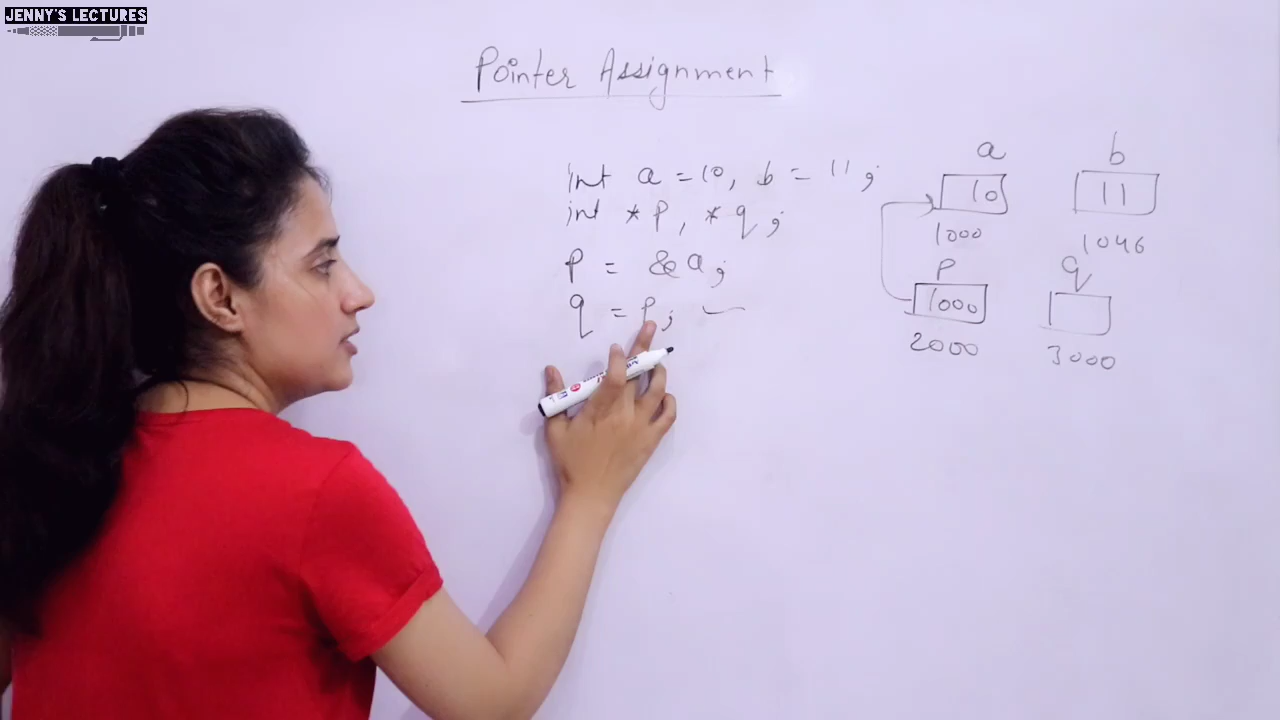 JENNY'S LECTURES
Pointer Assignment
int a = 10, b = 11;
int *p, *q;
p = &a;
q = p;
a b
10 11
1000 1046
p q
1000
2000 3000